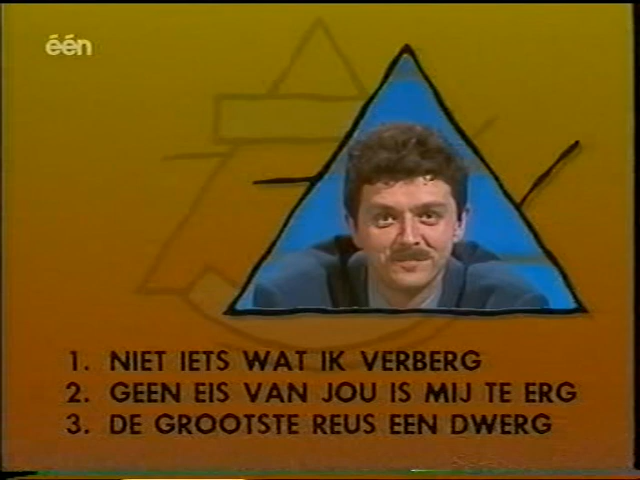 één
1. NIET IETS WAT IK VERBERG
2. GEEN EIS VAN JOU IS MIJ TE ERG
3. DE GROOTSTE REUS EEN DWERG